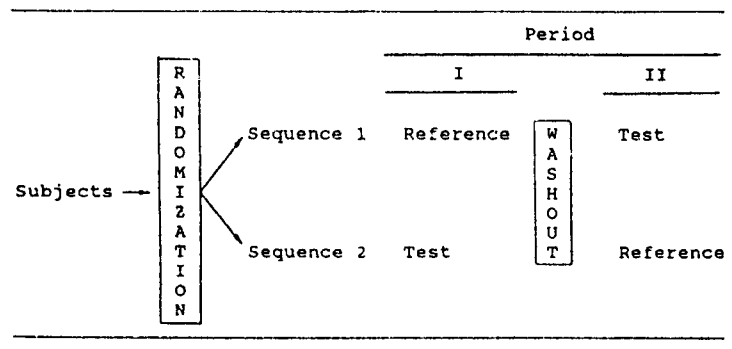 Period
I II
RANDOMIZATION
Sequence 1 Reference Test
WASHOUT
Subjects
Sequence 2 Test Reference